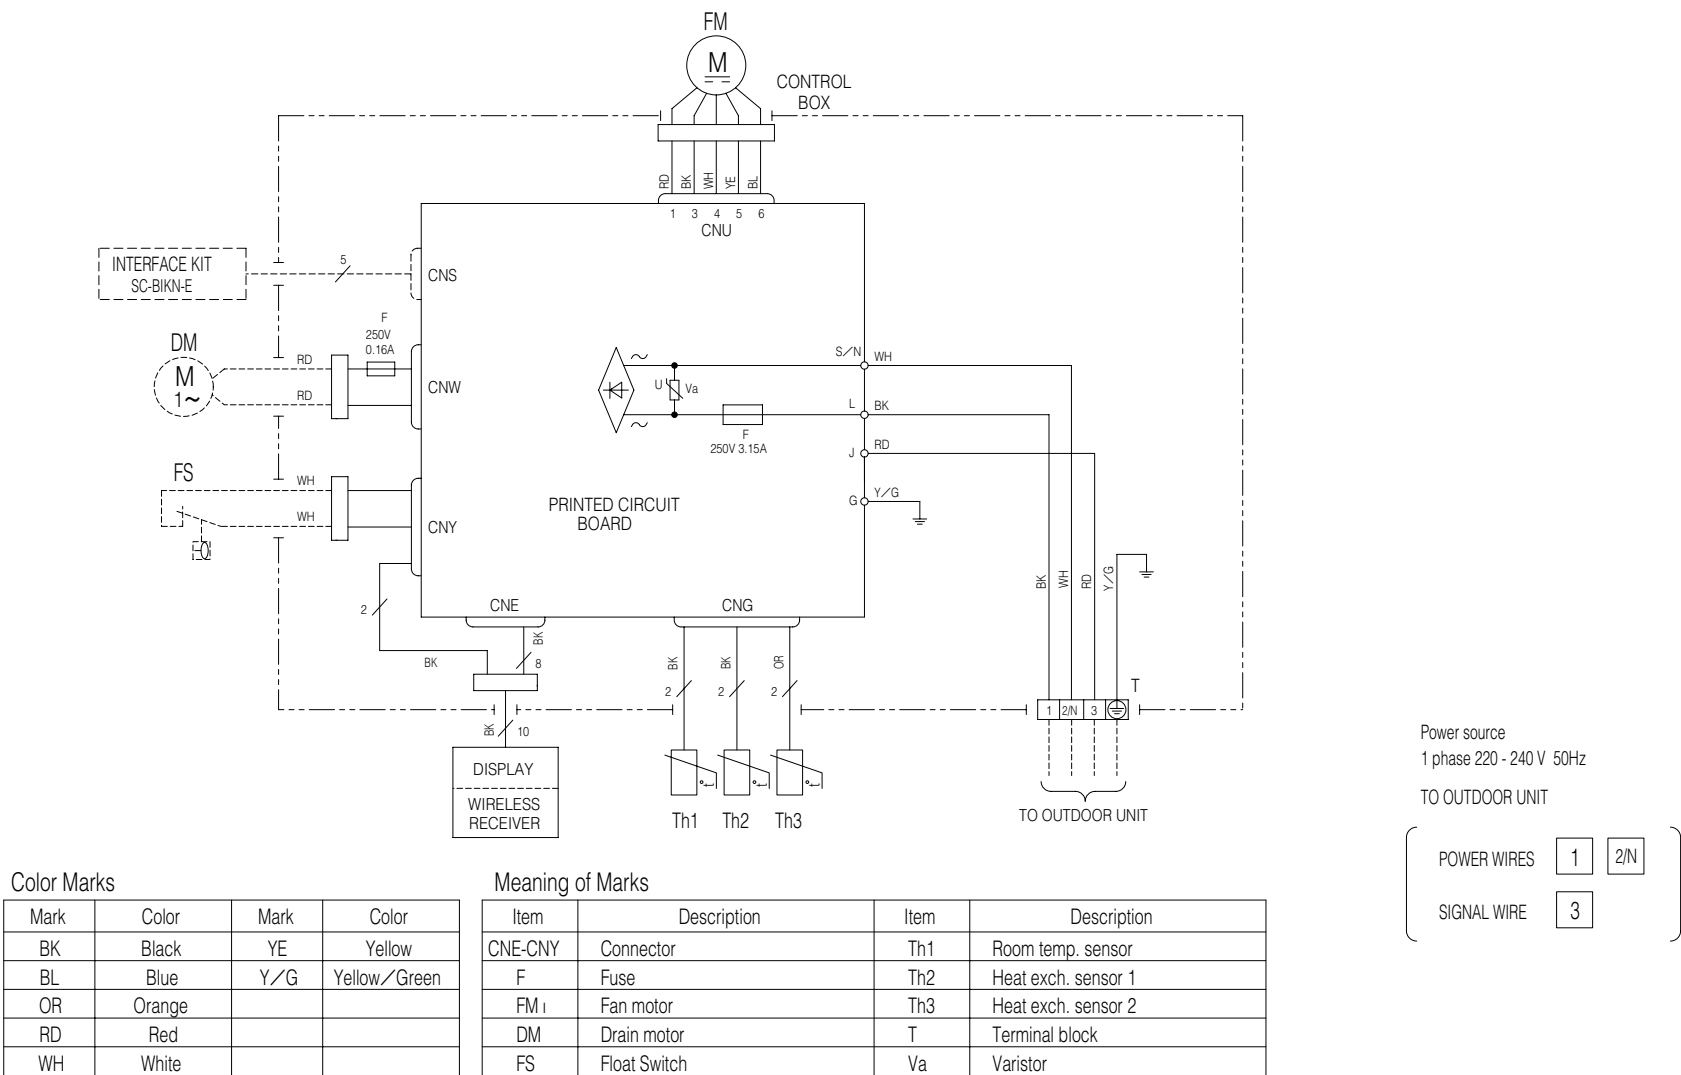 FM
M
CONTROL
BOX
RD BK WH YE BL
1 3 4 5 6
CNU
INTERFACE KIT
SC-BIKN-E
5
CNS
F
250V
0.16A
DM
M
1~
RD
RD
CNW
S/N WH
U Va
L BK
F
250V 3.15A
J RD
G Y/G
FS
WH
WH
CNY
PRINTED CIRCUIT
BOARD
2
BK
CNE
BK
8
CNG
BK BK OR
2 2 2
BK WH RD Y/G
T
1 2/N 3
BK 10
DISPLAY
WIRELESS
RECEIVER
t° t° t°
Th1 Th2 Th3
TO OUTDOOR UNIT
Power source
1 phase 220 - 240 V 50Hz
TO OUTDOOR UNIT
POWER WIRES 1 2/N
SIGNAL WIRE 3
Color Marks
Mark Color Mark Color
BK Black YE Yellow
BL Blue Y/G Yellow/Green
OR Orange
RD Red
WH White
Meaning of Marks
Item Description Item Description
CNE-CNY Connector Th1 Room temp. sensor
F Fuse Th2 Heat exch. sensor 1
FM I Fan motor Th3 Heat exch. sensor 2
DM Drain motor T Terminal block
FS Float Switch Va Varistor